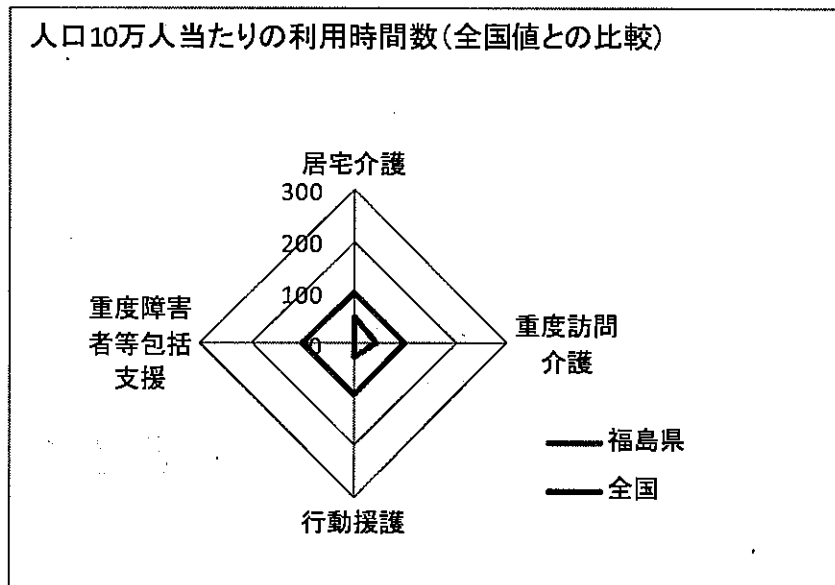 人口10万人当たりの利用時間数(全国値との比較)
居宅介護
300
200
100
0
重度障害
者等包括
支援
重度訪問
介護
行動援護
福島県
全国